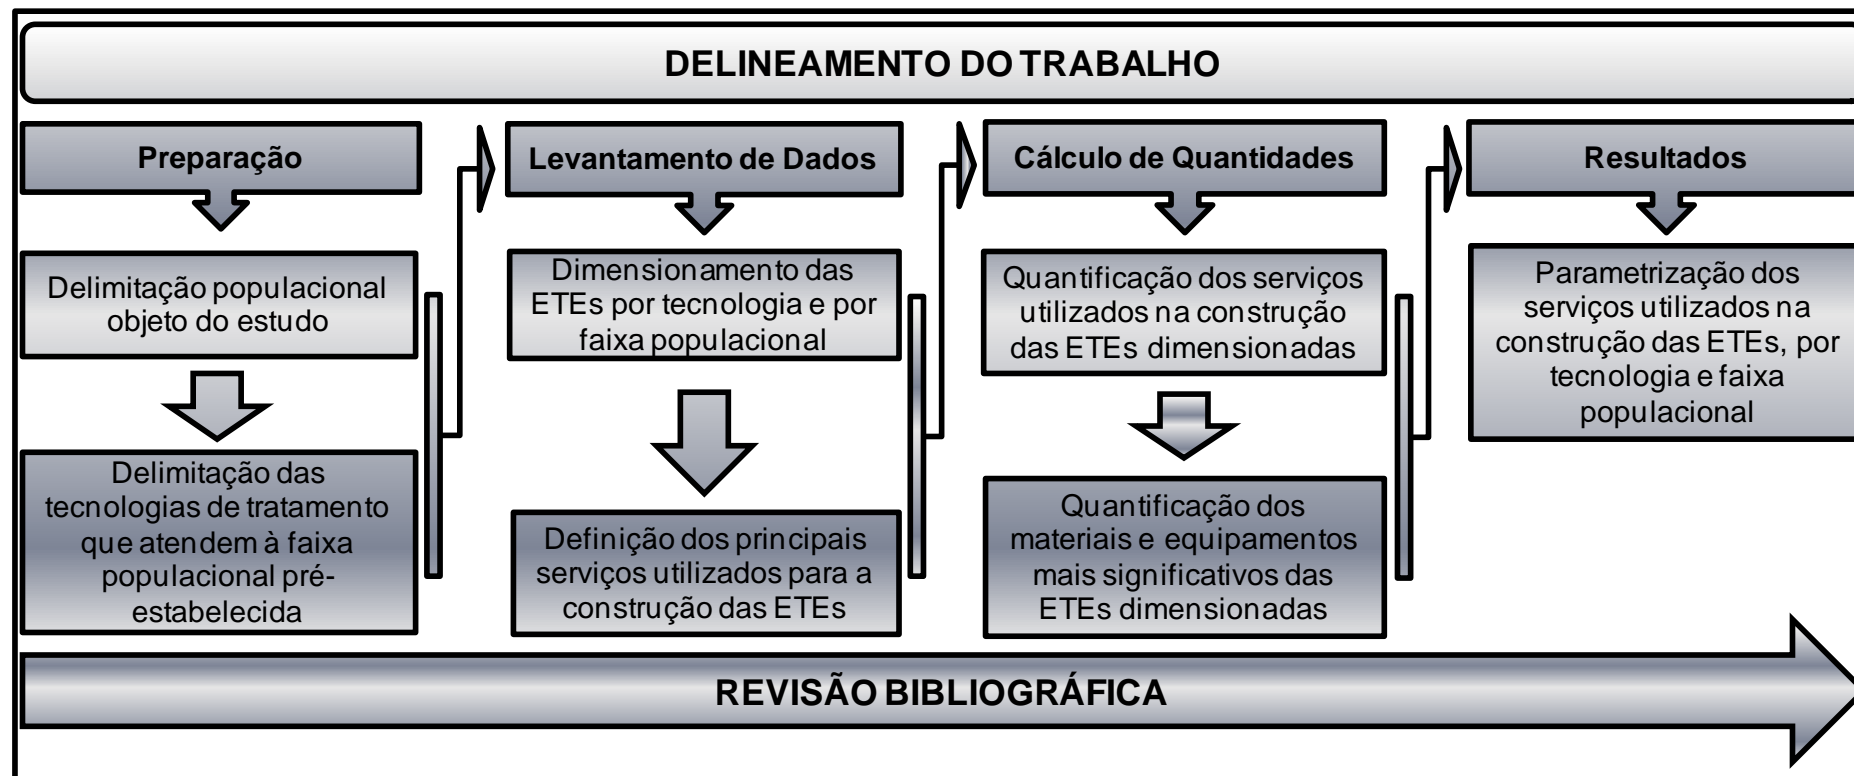 DELINEAMENTO DO TRABALHO
Preparação
Delimitação populacional
objeto do estudo
Delimitação das
tecnologias de tratamento
que atendem à faixa
populacional pré-
estabelecida
Levantamento de Dados
Dimensionamento das
ETEs por tecnologia e por
faixa populacional
Definição dos principais
serviços utilizados para a
construção das ETEs
Cálculo de Quantidades
Quantificação dos serviços
utilizados na construção
das ETEs dimensionadas
Quantificação dos
materiais e equipamentos
mais significativos das
ETEs dimensionadas
Resultados
Parametrização dos
serviços utilizados na
construção das ETEs, por
tecnologia e faixa
populacional
REVISÃO BIBLIOGRÁFICA